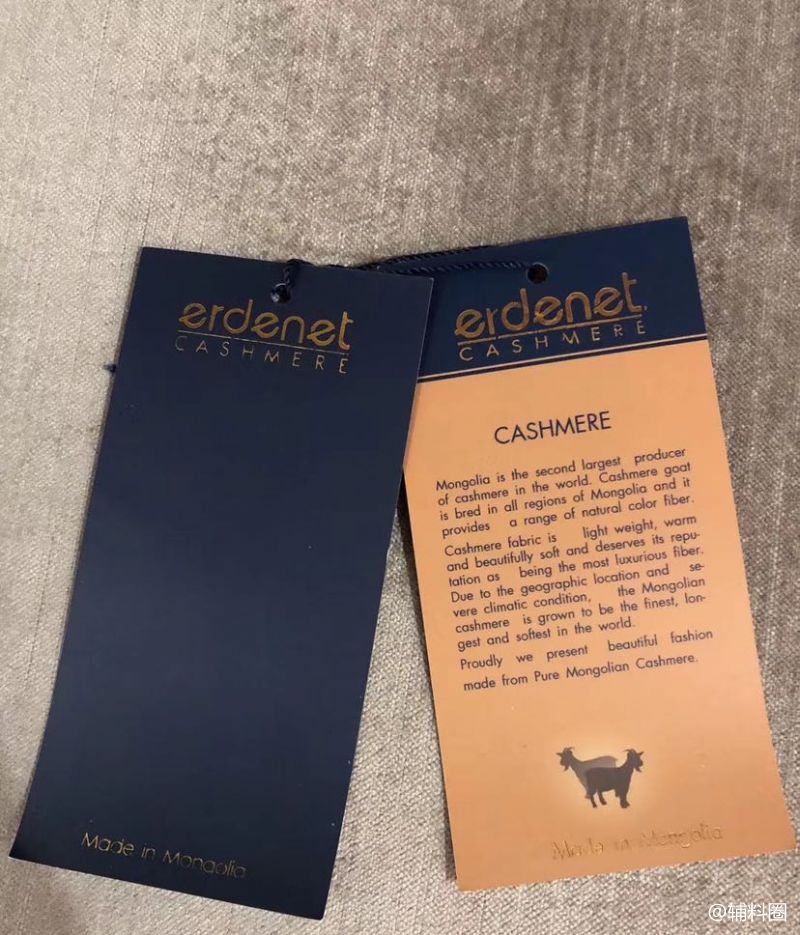 erdenet
CASHMERE
Made in Mongolia
erdenet
CASHMERE
CASHMERE
Mongolia is the second largest producer
of cashmere in the world. Cashmere goat
is bred in all regions of Mongolia and it
provides a range of natural color fiber.
Cashmere fabric is light weight, warm
and beautifully soft and deserves its repu-
tation as being the most luxurious fiber.
Due to the geographic location and se-
vere climatic condition, the Mongolian
cashmere is grown to be the finest, lon-
gest and softest in the world.
Proudly we present beautiful fashion
made from Pure Mongolian Cashmere.
Made in Mongolia
@辅料圈